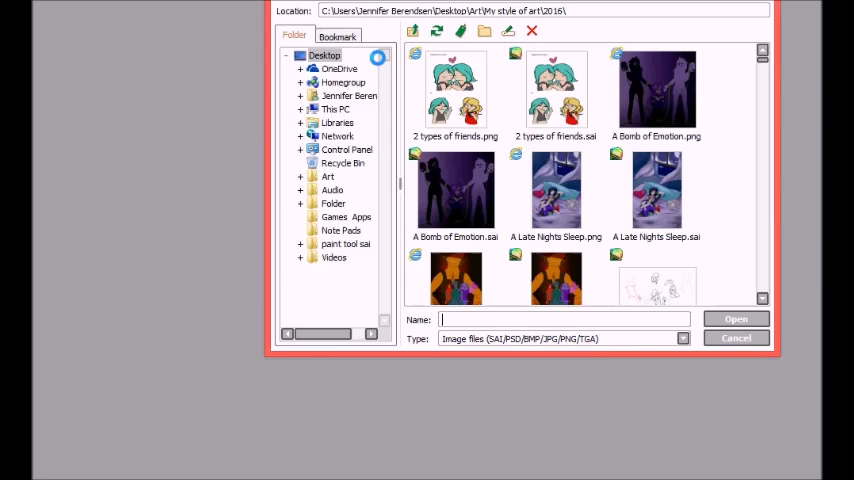 Location: C:\Users\Jennifer Berendsen\Desktop\Art\My style of art\2016\
Folder Bookmark
Desktop
OneDrive
Homegroup
Jennifer Beren
This PC
Libraries
Network
Control Panel
Recycle Bin
Art
Audio
Folder
Games Apps
Note Pads
paint tool sai
Videos
2 types of friends.png 2 types of friends.sai A Bomb of Emotion.png
A Bomb of Emotion.sai A Late Nights Sleep.png A Late Nights Sleep.sai
Name: Open
Type: Image files (SAI/PSD/BMP/JPG/PNG/TGA) Cancel